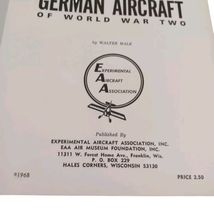 GERMAN AIRCRAFT
OF WORLD WAR TWO
by WALTER MALE
EXPERIMENTAL
E
A
A
AIRCRAFT
ASSOCIATION
Published By
EXPERIMENTAL AIRCRAFT ASSOCIATION, INC.
EAA AIR MUSEUM FOUNDATION, INC.
11311 W. Forest Home Ave., Franklin, Wis.
P. O. BOX 229
HALES CORNERS, WISCONSIN 53130
©1968
PRICE 2.50